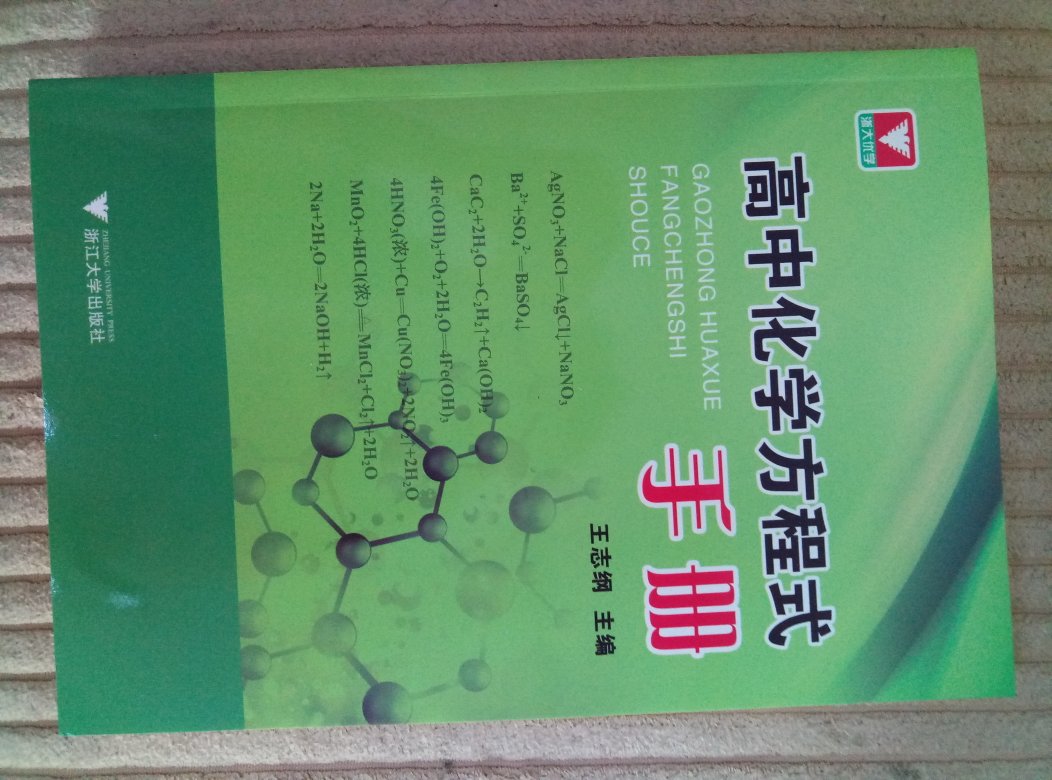 浙大优学
高中化学方程式
手册
GAOZHONG HUAXUE
FANGCHENGSHI
SHOUCE
王志纲 主编
AgNO₃+NaCl=AgCl↓+NaNO₃
Ba²⁺+SO₄²⁻=BaSO₄↓
CaC₂+2H₂O→C₂H₂↑+Ca(OH)₂
4Fe(OH)₂+O₂+2H₂O=4Fe(OH)₃
4HNO₃(浓)+Cu=Cu(NO₃)₂+2NO₂↑+2H₂O
MnO₂+4HCl(浓)≜MnCl₂+Cl₂↑+2H₂O
2Na+2H₂O=2NaOH+H₂↑
ZHEJIANG UNIVERSITY PRESS
浙江大学出版社